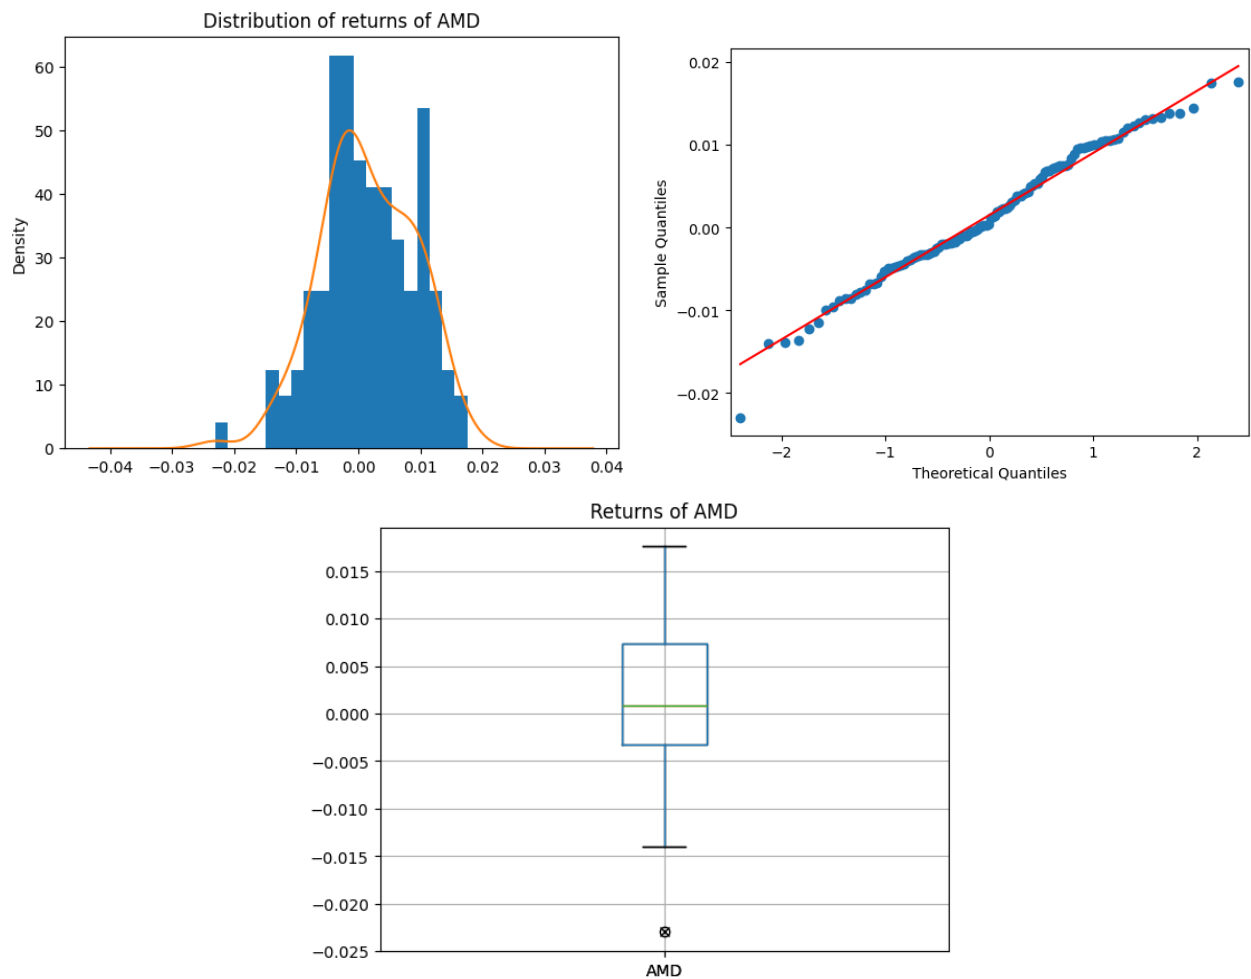 Distribution of returns of AMD
Density
60
50
40
30
20
10
0
−0.04 −0.03 −0.02 −0.01 0.00 0.01 0.02 0.03 0.04
Sample Quantiles
0.02
0.01
0.00
−0.01
−0.02
−2 −1 0 1 2
Theoretical Quantiles
Returns of AMD
0.015
0.010
0.005
0.000
−0.005
−0.010
−0.015
−0.020
−0.025
AMD